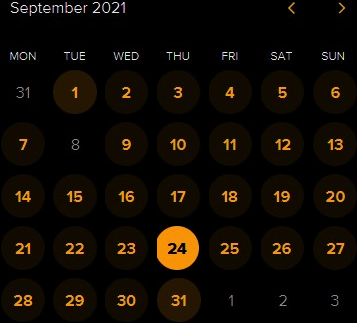 September 2021 < >
MON TUE WED THU FRI SAT SUN
31 1 2 3 4 5 6
7 8 9 10 11 12 13
14 15 16 17 18 19 20
21 22 23 24 25 26 27
28 29 30 31 1 2 3